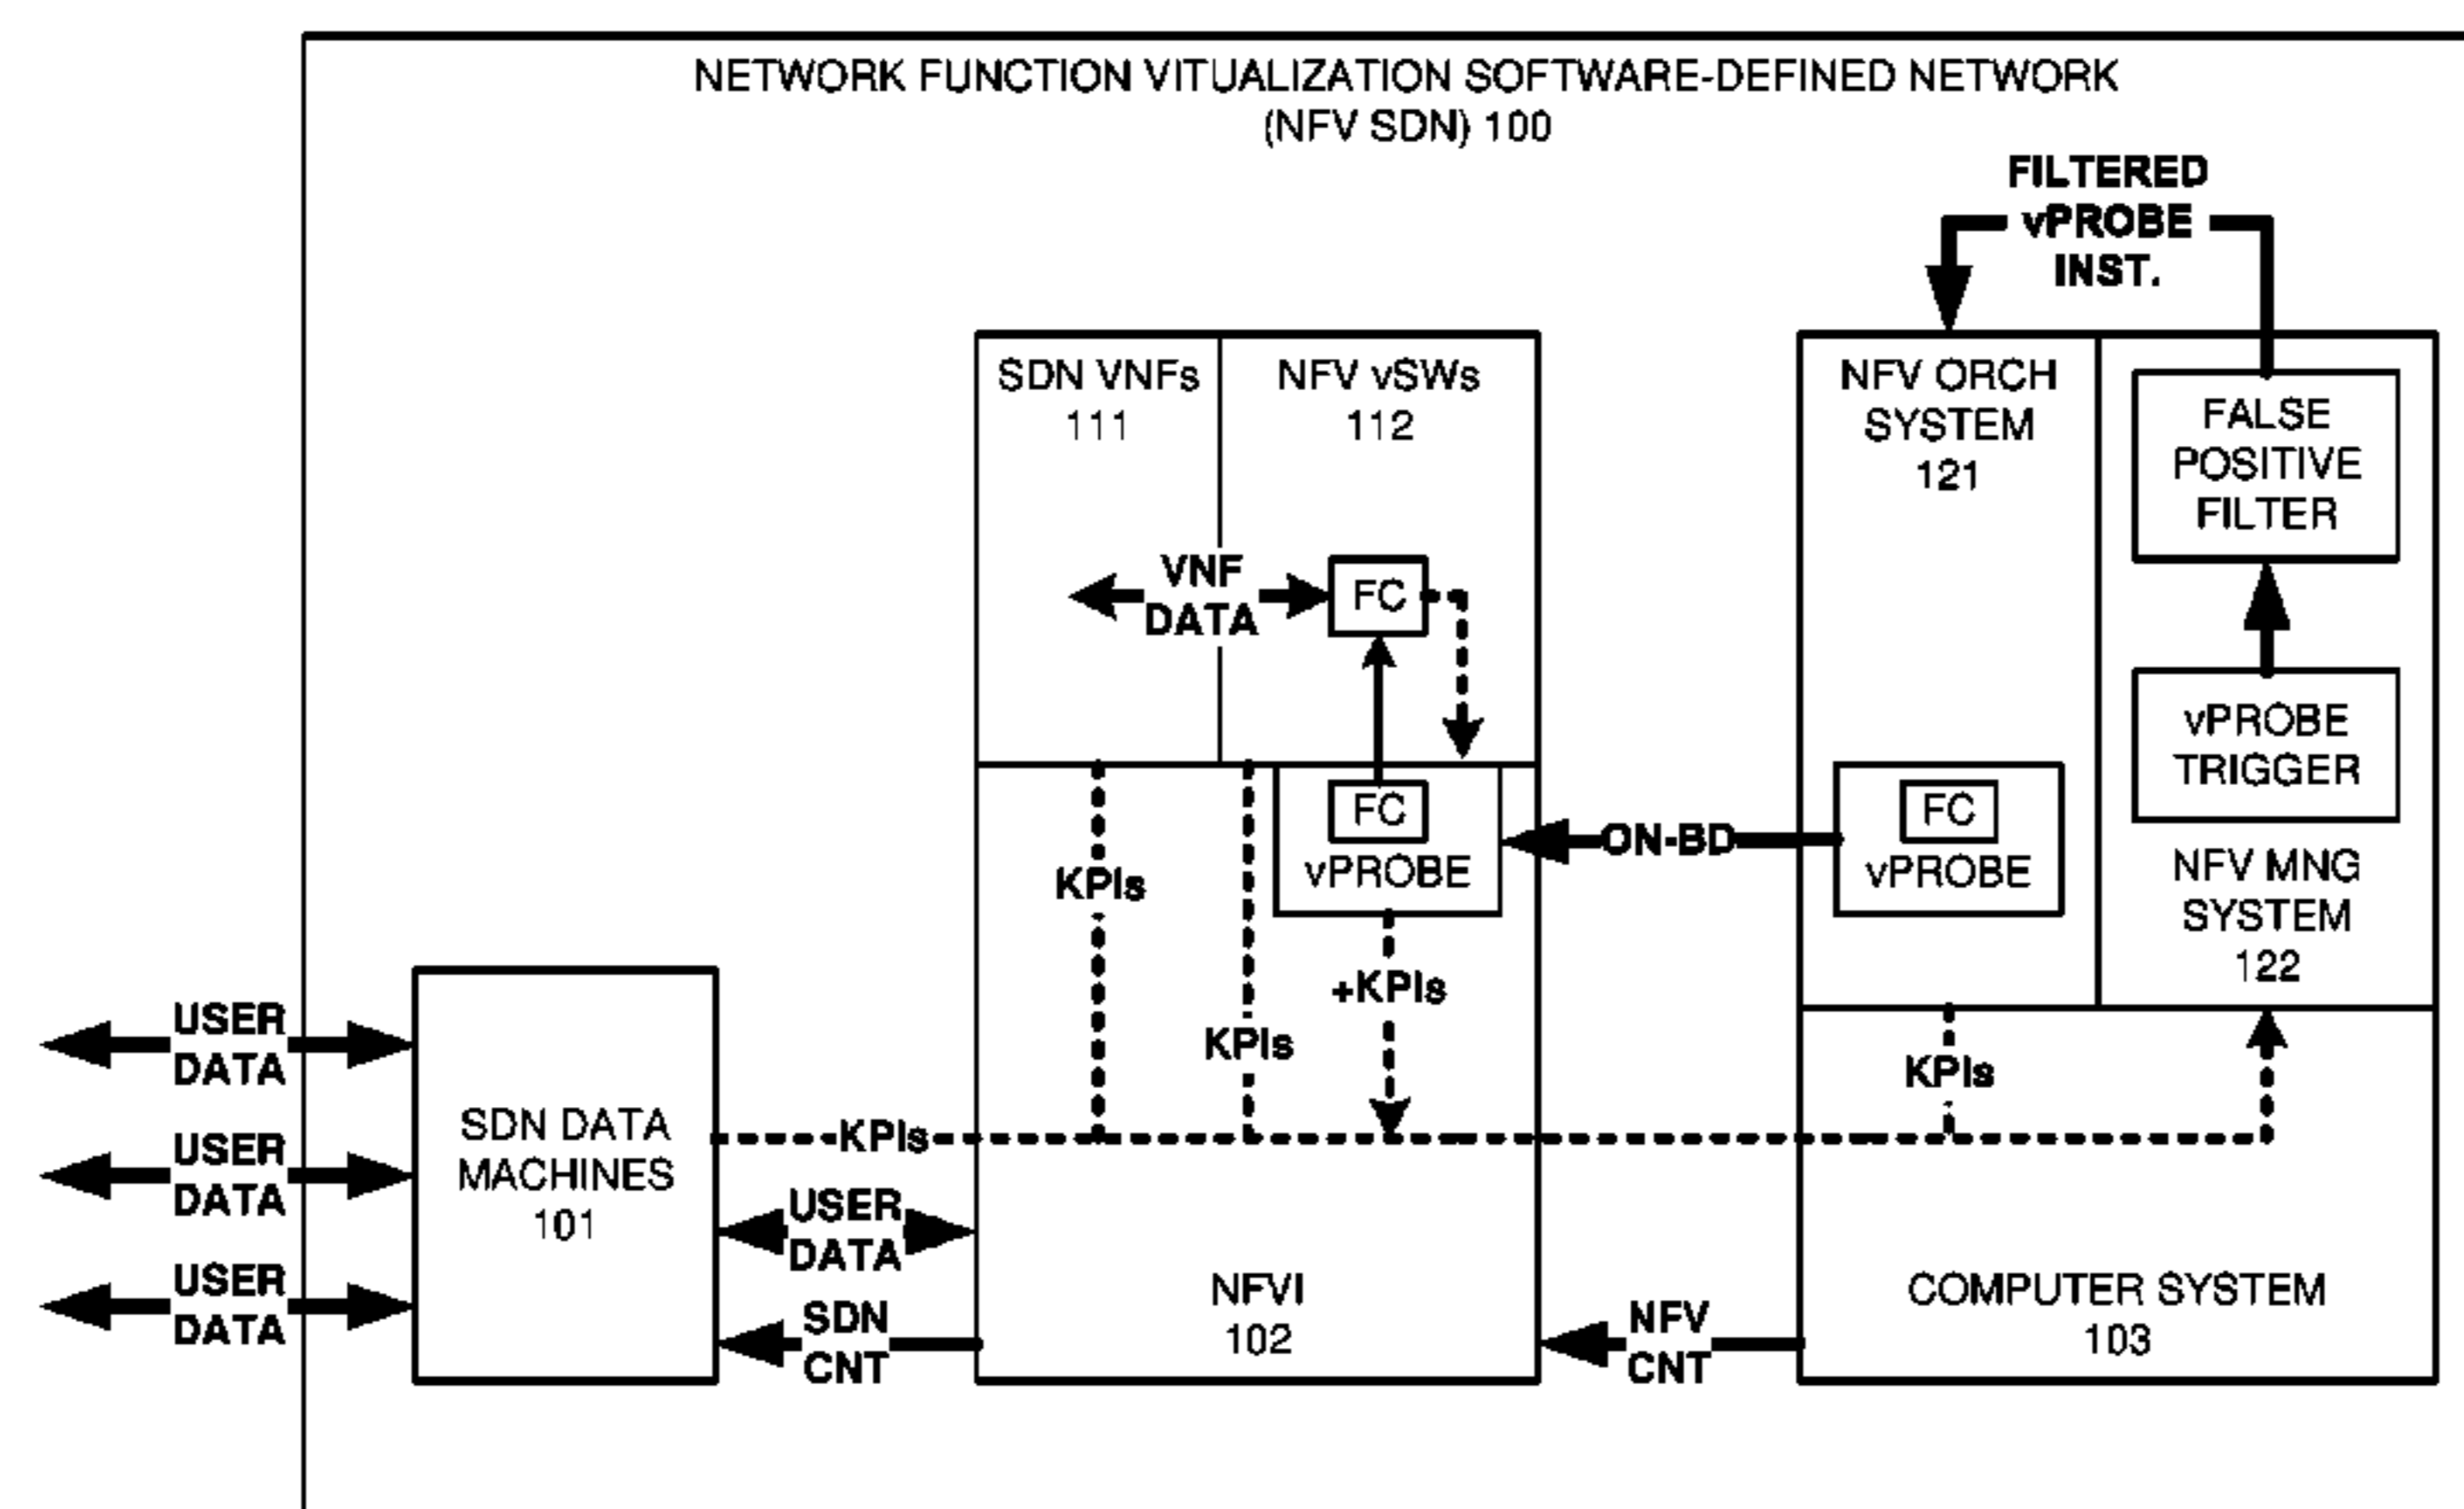 NETWORK FUNCTION VITUALIZATION SOFTWARE-DEFINED NETWORK
(NFV SDN) 100
FILTERED
vPROBE
INST.
SDN VNFs
111
NFV vSWs
112
VNF
DATA
FC
FC
vPROBE
KPIs
KPIs
+KPIs
NFVI
102
ON-BD
NFV ORCH
SYSTEM
121
FC
vPROBE
FALSE
POSITIVE
FILTER
vPROBE
TRIGGER
NFV MNG
SYSTEM
122
KPIs
COMPUTER SYSTEM
103
USER
DATA
USER
DATA
USER
DATA
SDN DATA
MACHINES
101
KPIs
USER
DATA
SDN
CNT
NFV
CNT